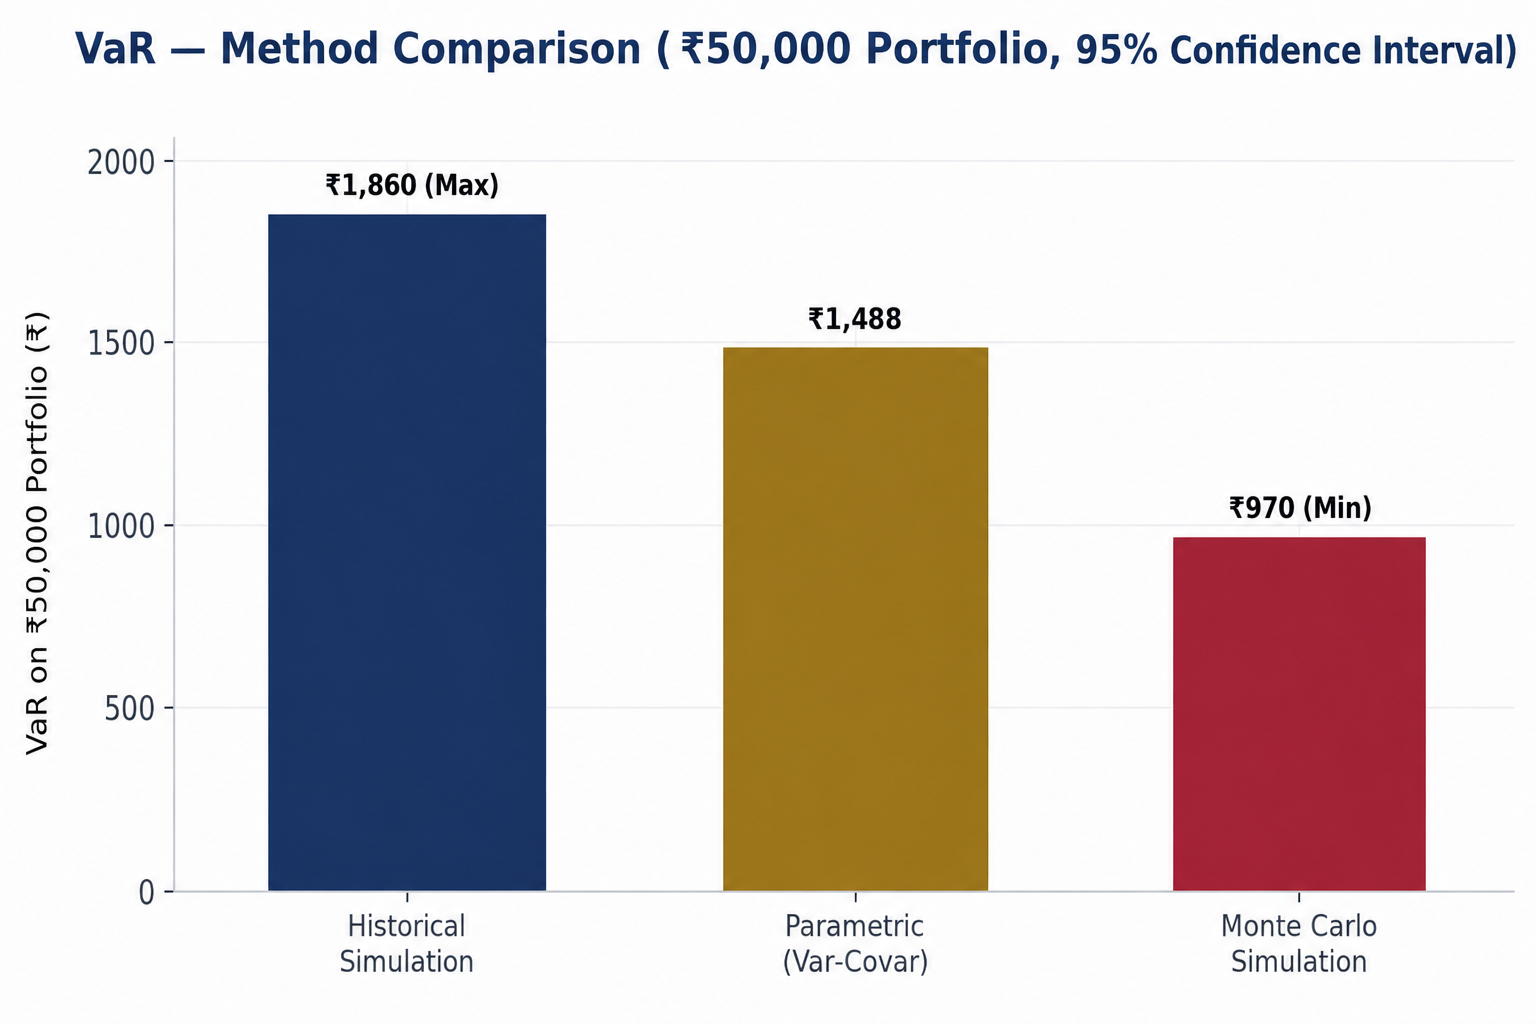 VaR — Method Comparison ( ₹50,000 Portfolio, 95% Confidence Interval)
VaR on ₹50,000 Portfolio (₹)
2000
1500
1000
500
0
₹1,860 (Max)
₹1,488
₹970 (Min)
Historical
Simulation
Parametric
(Var-Covar)
Monte Carlo
Simulation